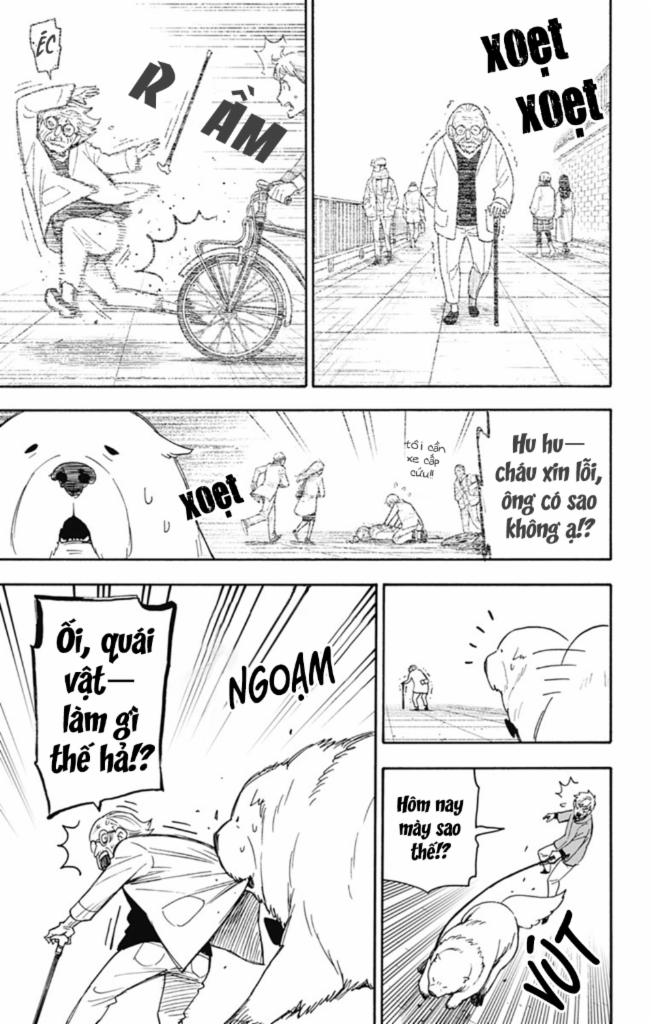 xoẹt
xoẹt
ÉC
RẦM
Hu hu—
cháu xin lỗi,
ông có sao
không ạ!?
tôi cần
xe cấp
cứu!!
xoẹt
Hôm nay
mày sao
thế!?
VÚT
NGOẠM
Ối, quái
vật—
làm gì
thế hả!?